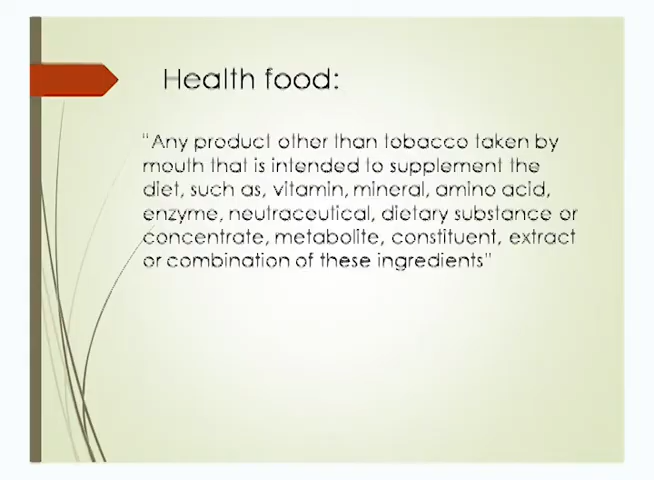 Health food:
"Any product other than tobacco taken by
mouth that is intended to supplement the
diet, such as, vitamin, mineral, amino acid,
enzyme, neutraceutical, dietary substance or
concentrate, metabolite, constituent, extract
or combination of these ingredients"